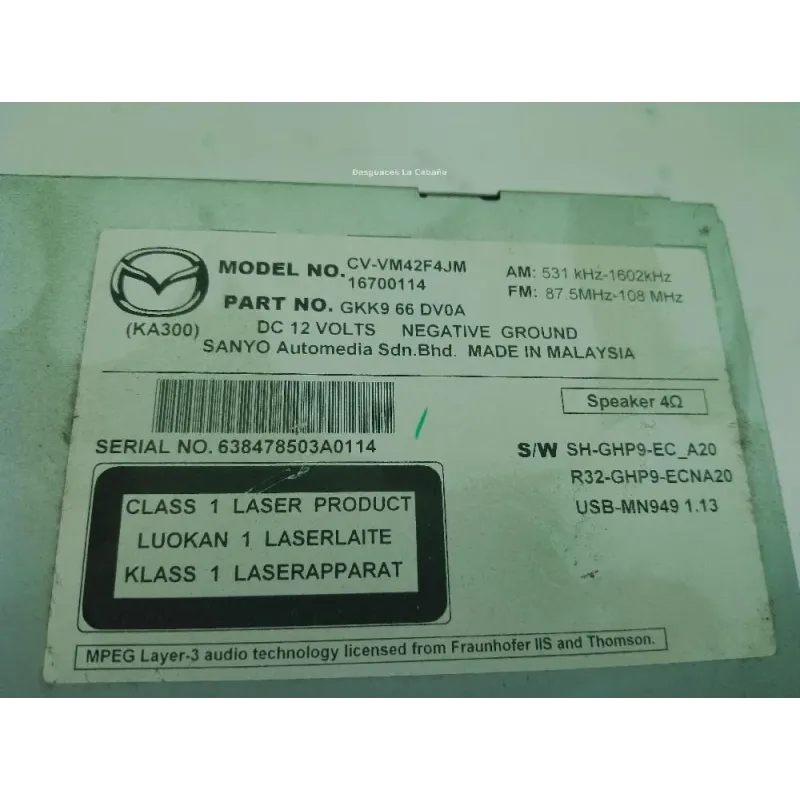 Desguaces La Cabaña
MODEL NO. CV-VM42F4JM
16700114
AM: 531 kHz-1602kHz
FM: 87.5MHz-108 MHz
PART NO. GKK9 66 DV0A
(KA300)
DC 12 VOLTS NEGATIVE GROUND
SANYO Automedia Sdn.Bhd. MADE IN MALAYSIA
Speaker 4Ω
SERIAL NO. 638478503A0114
S/W SH-GHP9-EC_A20
R32-GHP9-ECNA20
USB-MN949 1.13
CLASS 1 LASER PRODUCT
LUOKAN 1 LASERLAITE
KLASS 1 LASERAPPARAT
MPEG Layer-3 audio technology licensed from Fraunhofer IIS and Thomson.